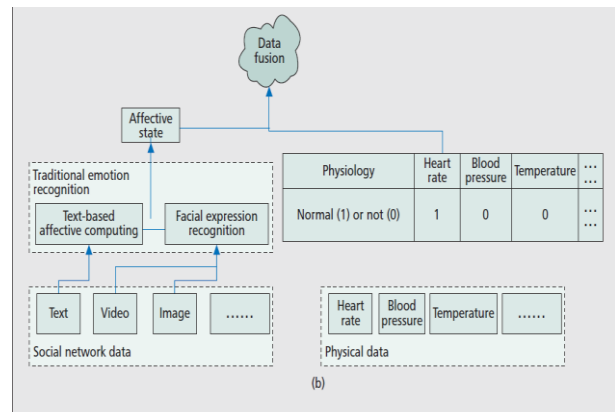 Data
fusion
Affective
state
Traditional emotion
recognition
Text-based
affective computing
Facial expression
recognition
Physiology
Heart
rate
Blood
pressure
Temperature
...
...
Normal (1) or not (0)
1
0
0
...
...
Text
Video
Image
......
Social network data
Heart
rate
Blood
pressure
Temperature
......
Physical data
(b)